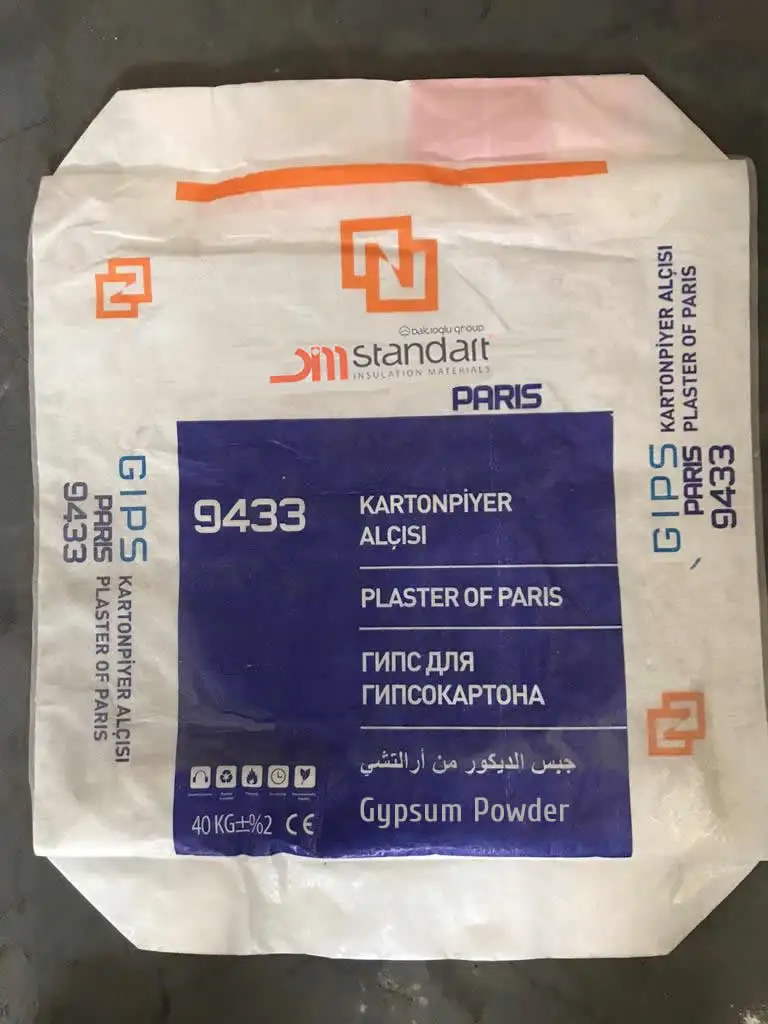 N
balcıoglu group
standart
INSULATION MATERIALS
PARIS
9433
KARTONPİYER
ALÇISI
PLASTER OF PARIS
ГИПС ДЛЯ
ГИПСОКАРТОНА
جبس الديكور من أرالتشي
Gypsum Powder
40 KG±%2 CE
GIPS KARTONPİYER ALÇISI
PARIS PLASTER OF PARIS
9433
GIPS KARTONPİYER ALÇISI
PARIS PLASTER OF PARIS
9433